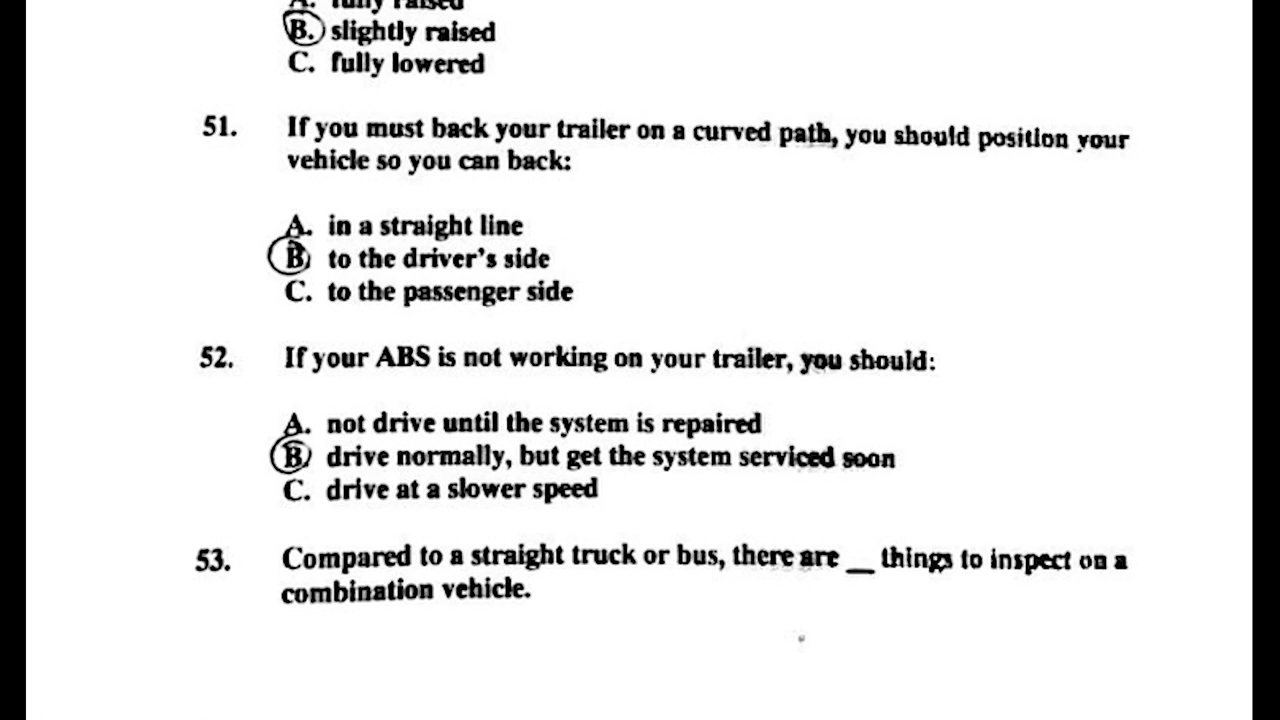 A. fully raised
B. slightly raised
C. fully lowered
51. If you must back your trailer on a curved path, you should position your
vehicle so you can back:
A. in a straight line
B. to the driver's side
C. to the passenger side
52. If your ABS is not working on your trailer, you should:
A. not drive until the system is repaired
B. drive normally, but get the system serviced soon
C. drive at a slower speed
53. Compared to a straight truck or bus, there are __ things to inspect on a
combination vehicle.